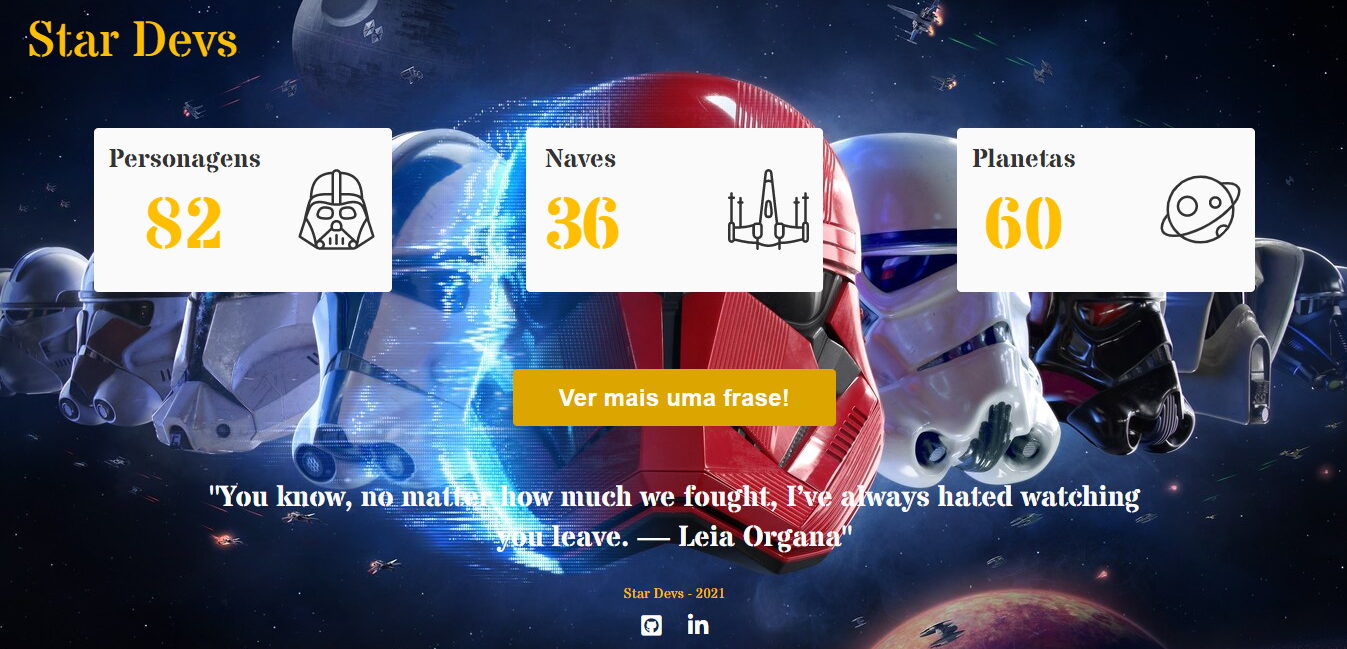 Star Devs
Personagens
82
Naves
36
Planetas
60
Ver mais uma frase!
"You know, no matter how much we fought, I’ve always hated watching
you leave. — Leia Organa"
Star Devs - 2021
in